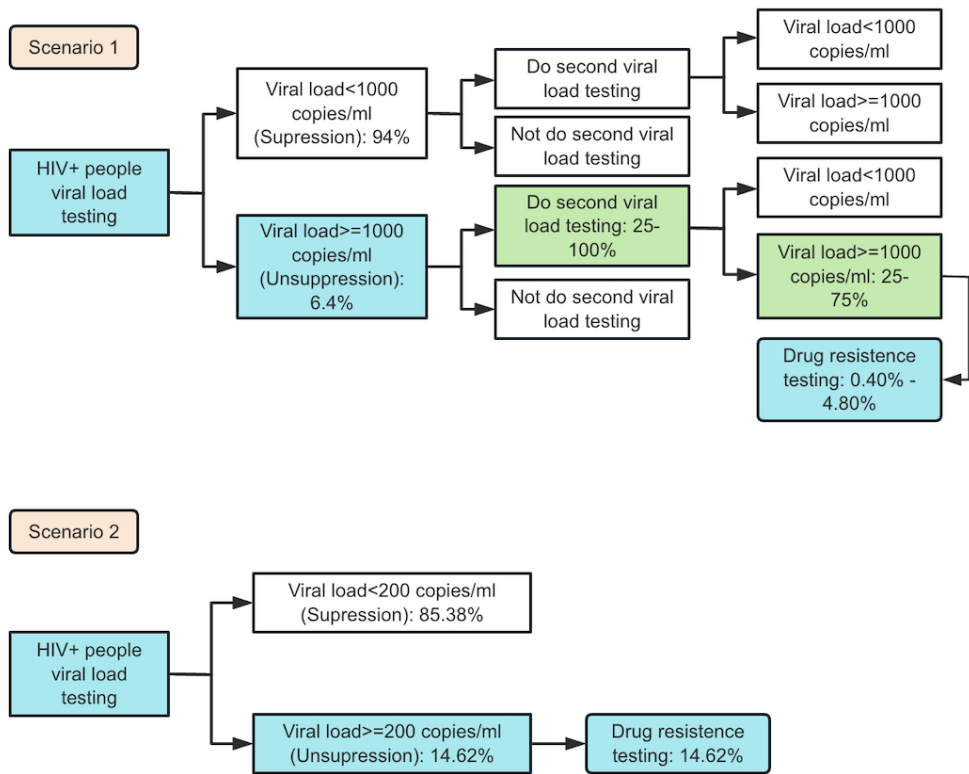 Scenario 1
HIV+ people
viral load
testing
Viral load<1000
copies/ml
(Supression): 94%
Viral load>=1000
copies/ml
(Unsuppression):
6.4%
Do second viral
load testing
Not do second viral
load testing
Do second viral
load testing: 25-
100%
Not do second viral
load testing
Viral load<1000
copies/ml
Viral load>=1000
copies/ml
Viral load<1000
copies/ml
Viral load>=1000
copies/ml: 25-
75%
Drug resistence
testing: 0.40% -
4.80%
Scenario 2
HIV+ people
viral load
testing
Viral load<200 copies/ml
(Supression): 85.38%
Viral load>=200 copies/ml
(Unsupression): 14.62%
Drug resistence
testing: 14.62%